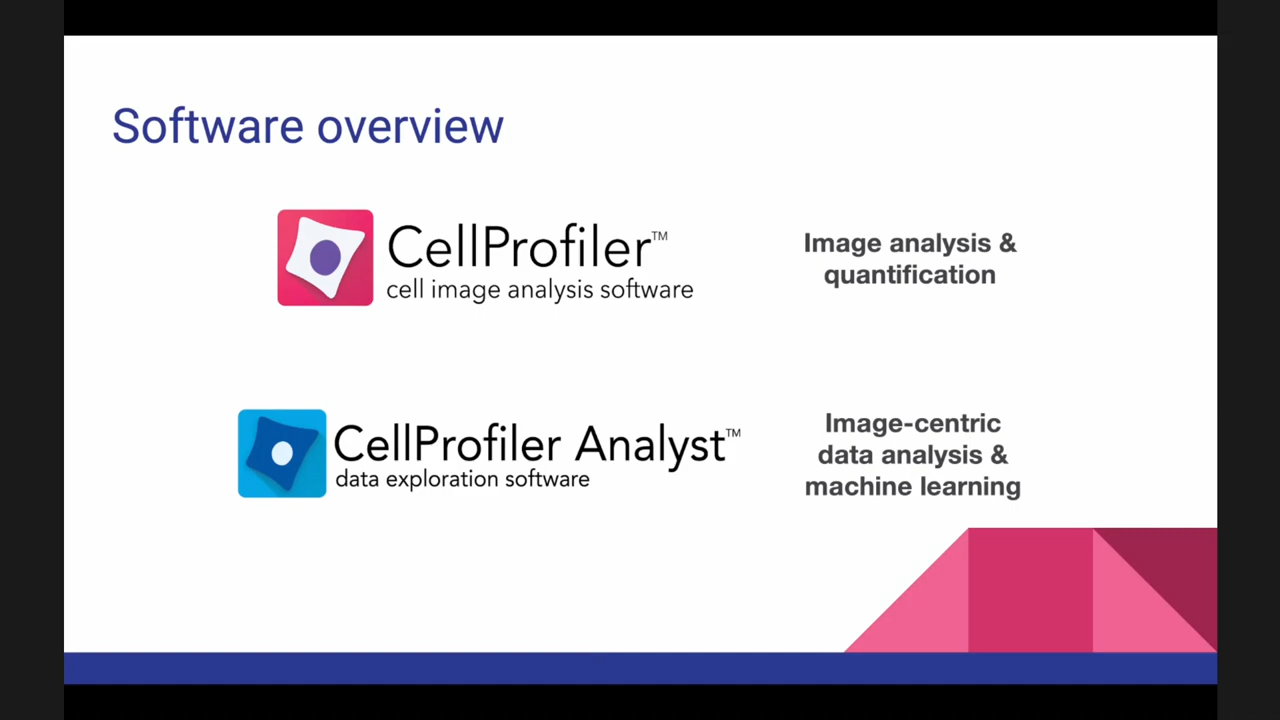 Software overview
CellProfiler™
cell image analysis software
Image analysis &
quantification
CellProfiler Analyst™
data exploration software
Image-centric
data analysis &
machine learning